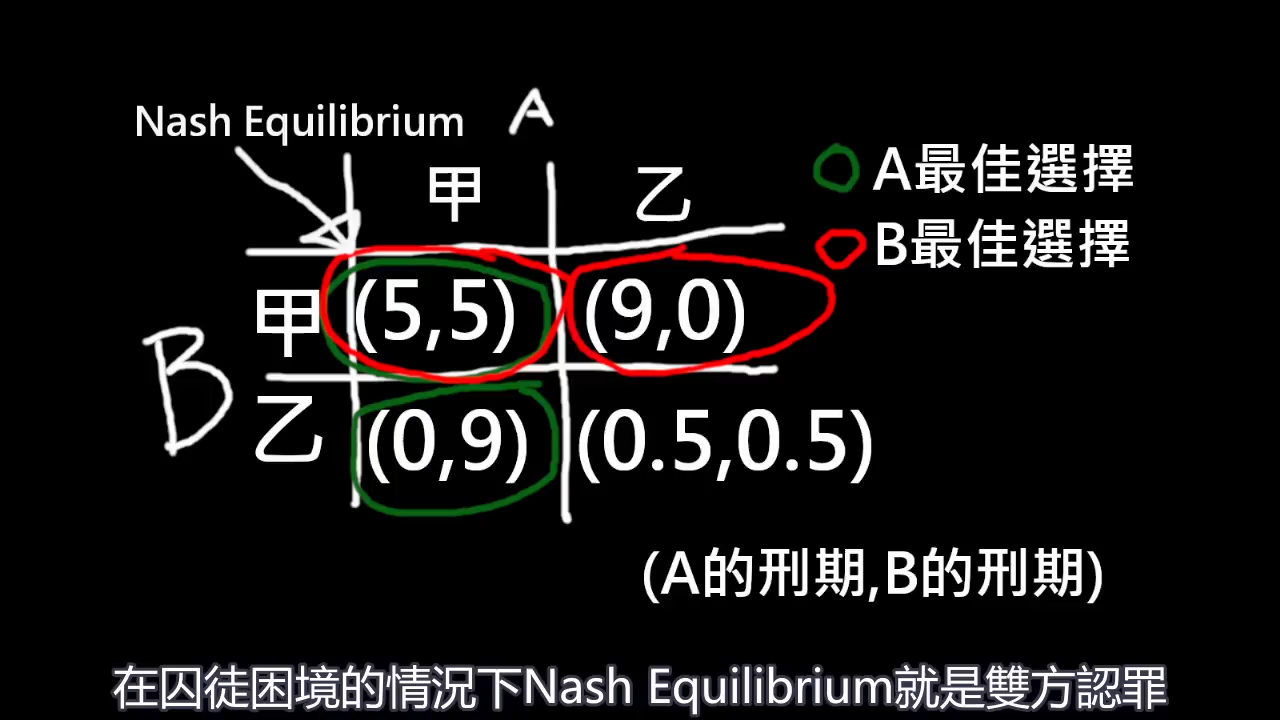 Nash Equilibrium
A
甲 乙
A最佳選擇
B最佳選擇
B
甲 (5,5) (9,0)
乙 (0,9) (0.5,0.5)
(A的刑期,B的刑期)
在囚徒困境的情況下Nash Equilibrium就是雙方認罪